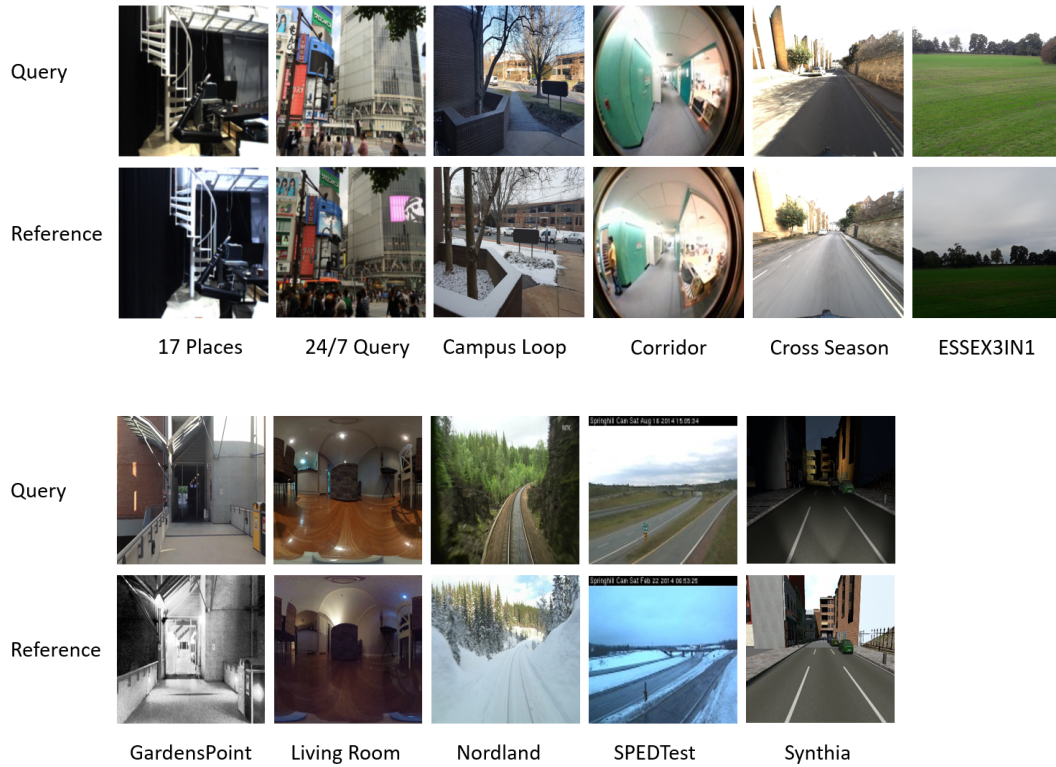 Query
Reference
17 Places
24/7 Query
Campus Loop
Corridor
Cross Season
ESSEX3IN1
Query
Springhill Cam Sat Aug 16 2014 15:05:34
Reference
Springhill Cam Sat Feb 22 2014 06:53:25
GardensPoint
Living Room
Nordland
SPEDTest
Synthia